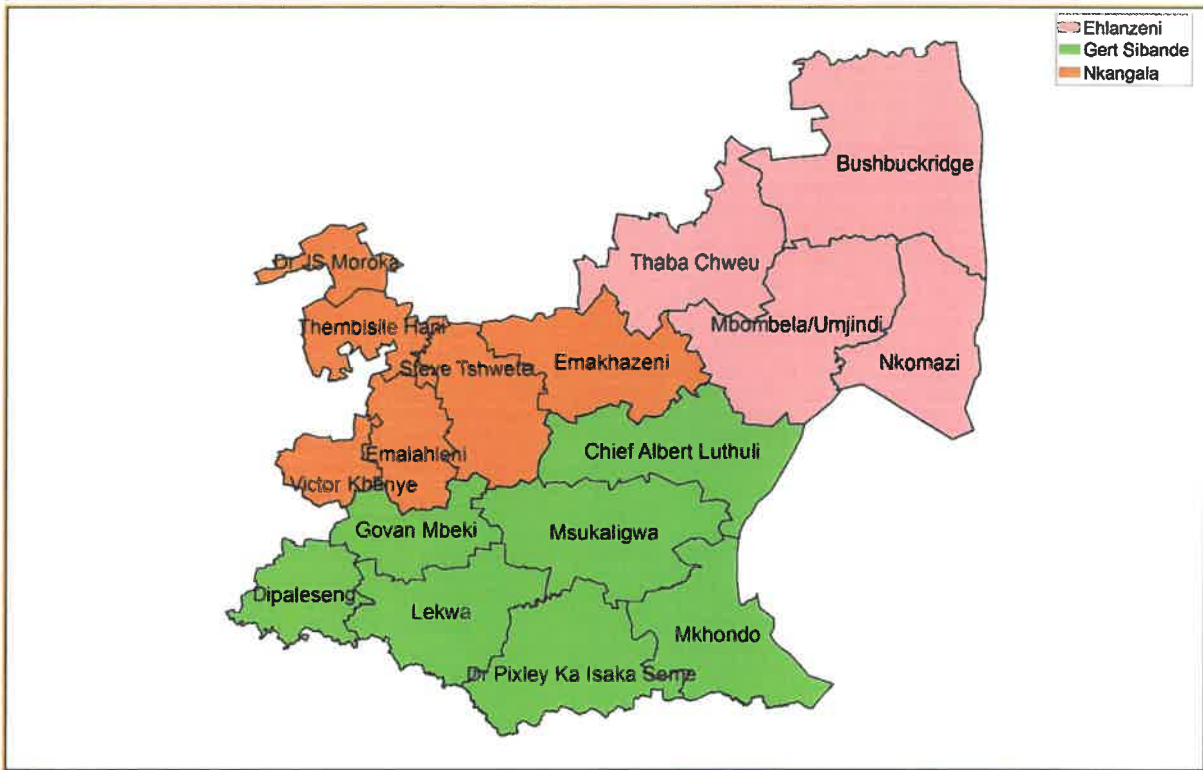 Ehlanzeni
Gert Sibande
Nkangala
Bushbuckridge
Dr JS Moroka
Thaba Chweu
Thembisile Hani
Mbombela/Umjindi
Steve Tshwete
Emakhazeni
Nkomazi
Emalahleni
Chief Albert Luthuli
Victor Khenye
Govan Mbeki
Msukaligwa
Dipaleseng
Lekwa
Mkhondo
Dr Pixley Ka Isaka Seme